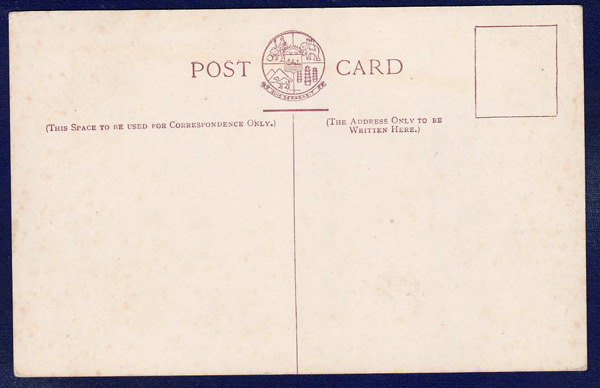 POST CARD
(THIS SPACE TO BE USED FOR CORRESPONDENCE ONLY.)
(THE ADDRESS ONLY TO BE
WRITTEN HERE.)